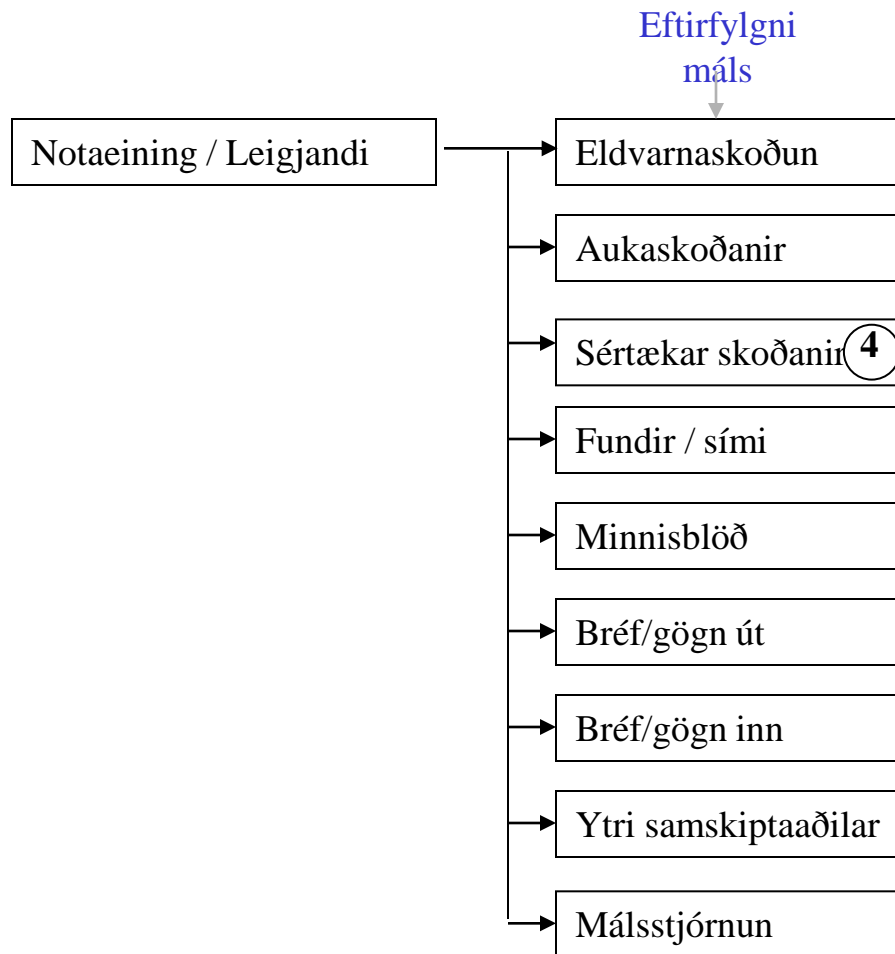 Eftirfylgni
máls
Notaeining / Leigjandi
Eldvarnaskoðun
Aukaskoðanir
Sértækar skoðanir 4
Fundir / sími
Minnisblöð
Bréf/gögn út
Bréf/gögn inn
Ytri samskiptaaðilar
Málsstjórnun